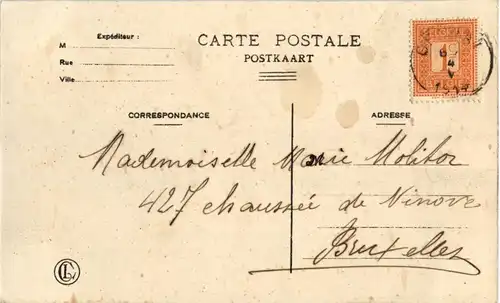 Expéditeur :
M
Rue
Ville
CARTE POSTALE
POSTKAART
CORRESPONDANCE
ADRESSE
Mademoiselle Marie Molitor
427 chaussée de Ninove
Bruxelles